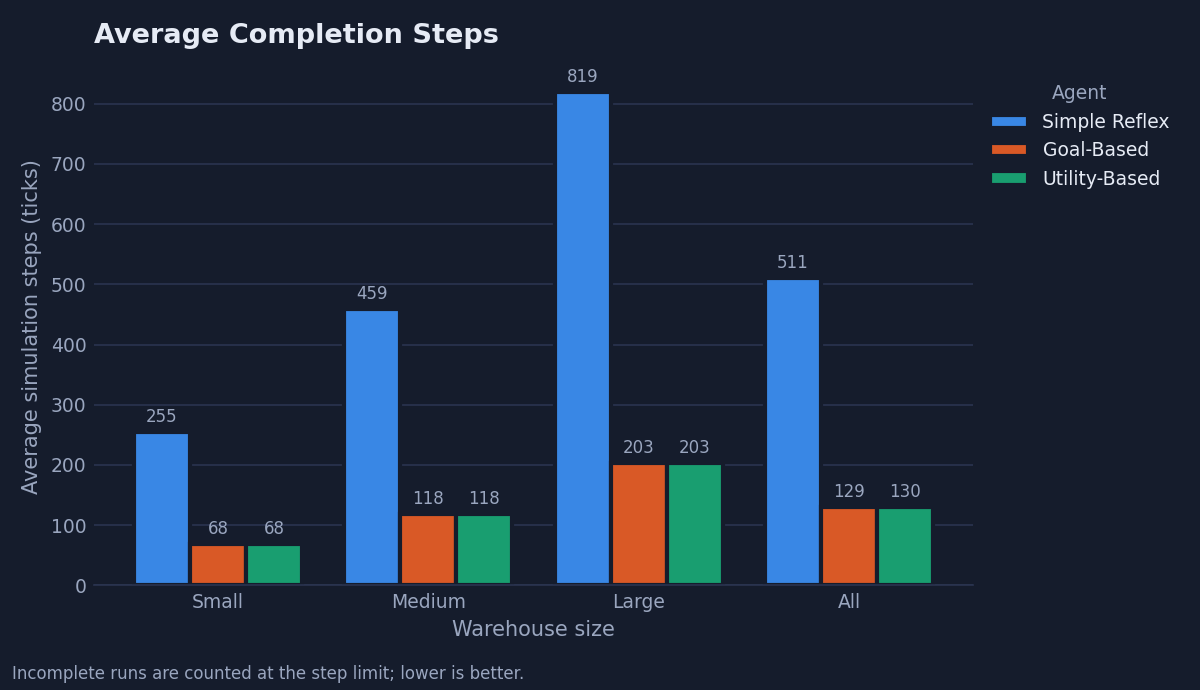 Average Completion Steps
Agent
Simple Reflex
Goal-Based
Utility-Based
Average simulation steps (ticks)
800
700
600
500
400
300
200
100
0
255
68
68
459
118
118
819
203
203
511
129
130
Small
Medium
Large
All
Warehouse size
Incomplete runs are counted at the step limit; lower is better.